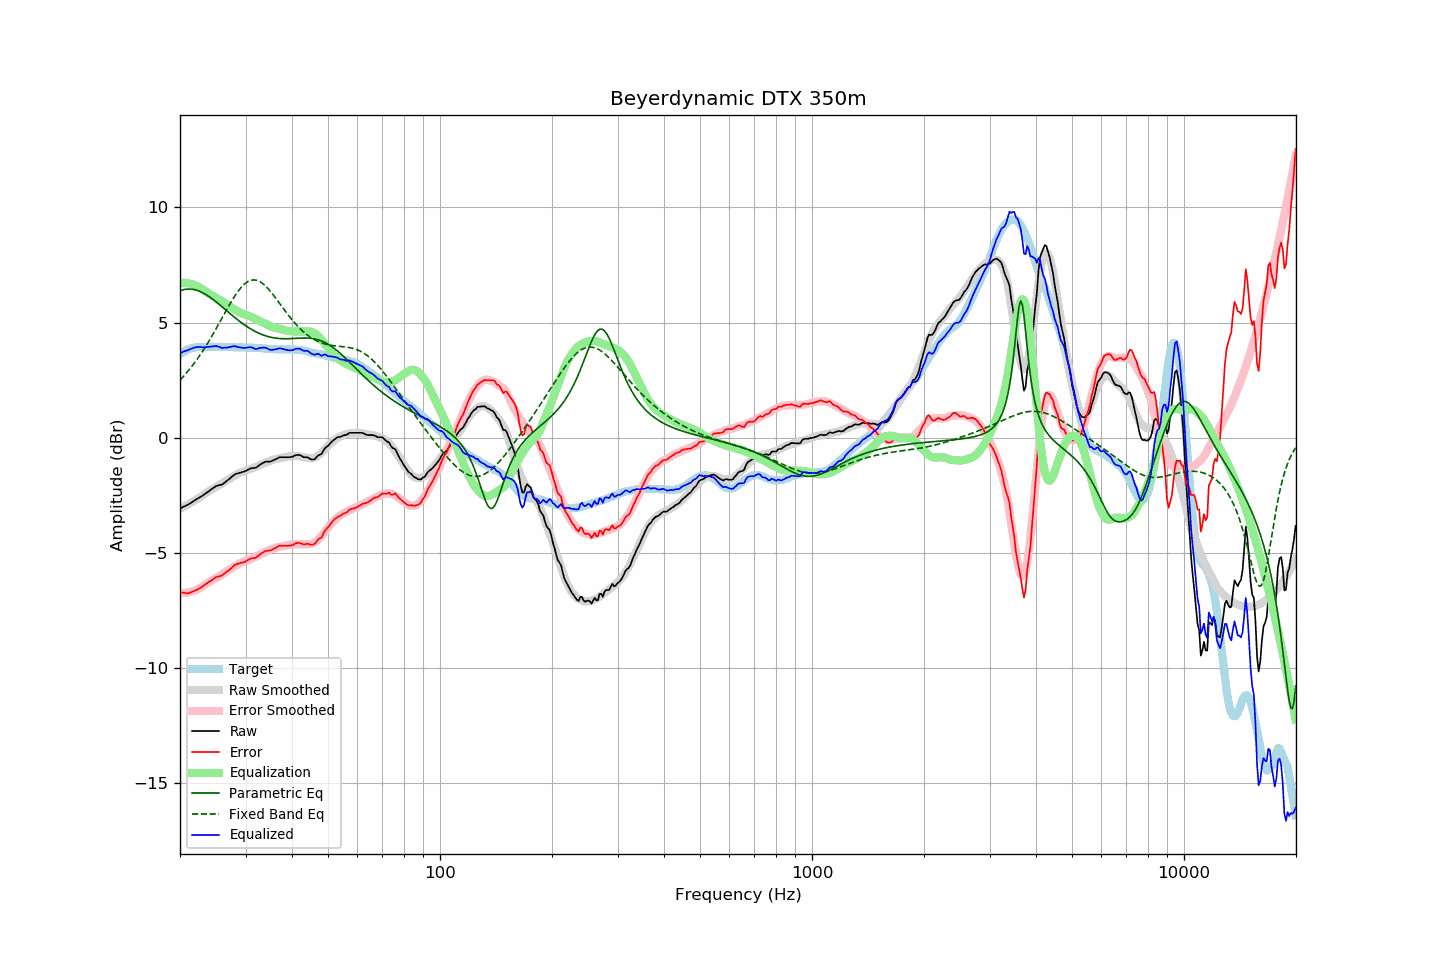 Beyerdynamic DTX 350m
Amplitude (dBr)
10
5
0
−5
−10
−15
Target
Raw Smoothed
Error Smoothed
Raw
Error
Equalization
Parametric Eq
Fixed Band Eq
Equalized
100
1000
10000
Frequency (Hz)